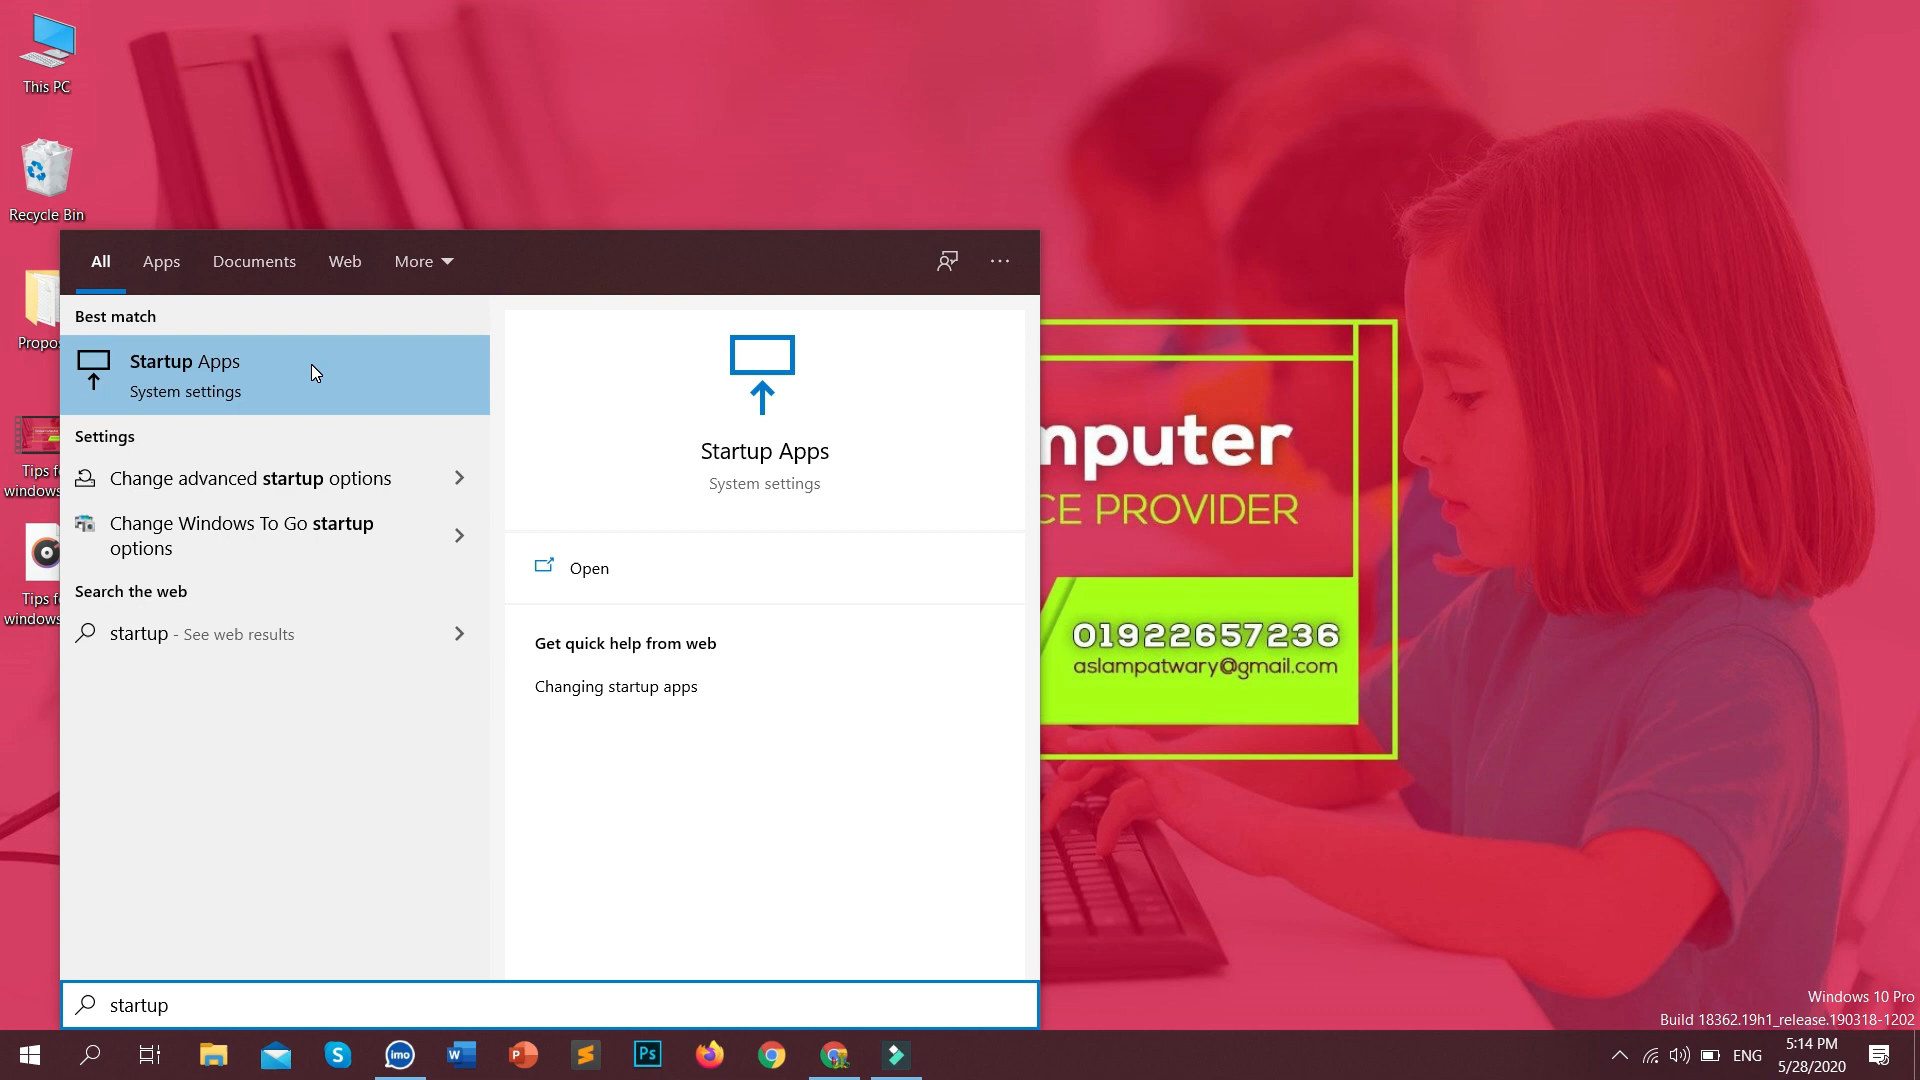 This PC
Recycle Bin
Propo
Tips f
windows
Tips f
windows
All
Apps
Documents
Web
More
Best match
Startup Apps
System settings
Settings
Change advanced startup options
Change Windows To Go startup
options
Search the web
startup - See web results
Startup Apps
System settings
Open
Get quick help from web
Changing startup apps
startup
mputer
CE PROVIDER
01922657236
aslampatwary@gmail.com
Windows 10 Pro
Build 18362.19h1_release.190318-1202
imo
W
P
S
Ps
ENG
5:14 PM
5/28/2020